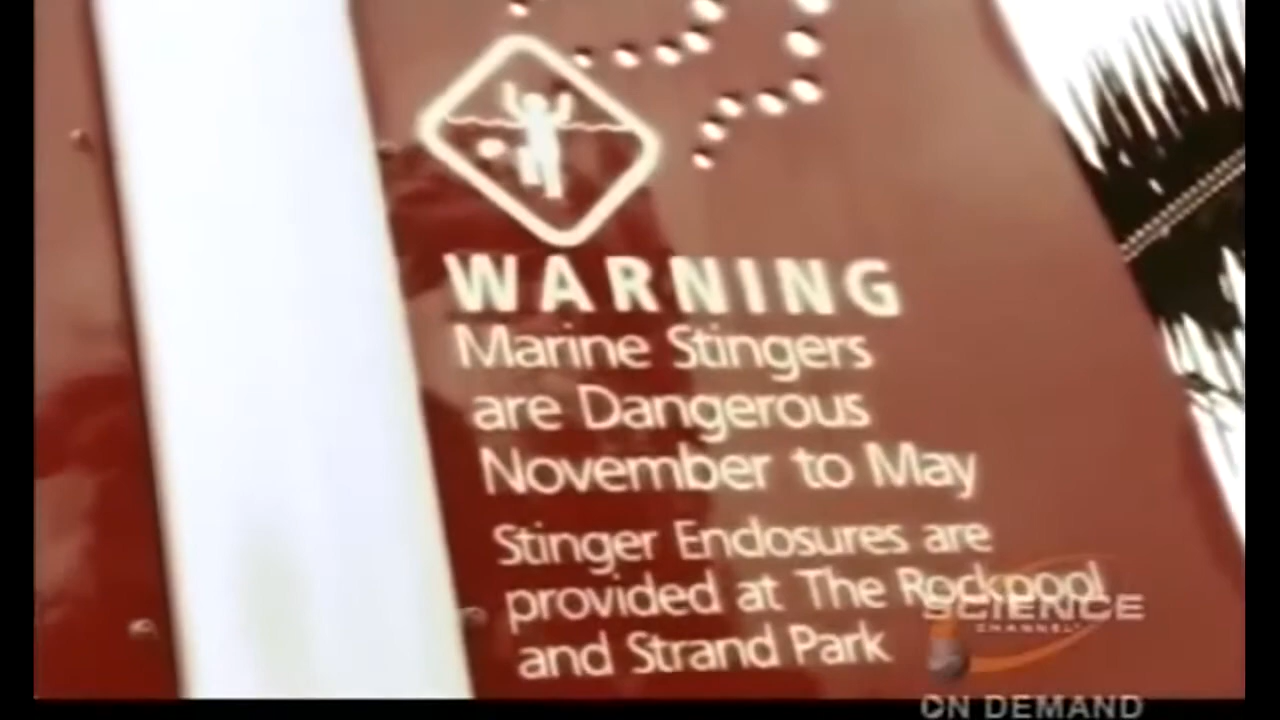 WARNING
Marine Stingers
are Dangerous
November to May
Stinger Enclosures are
provided at The Rockpool
and Strand Park
SCIENCE
CHANNEL
ON DEMAND